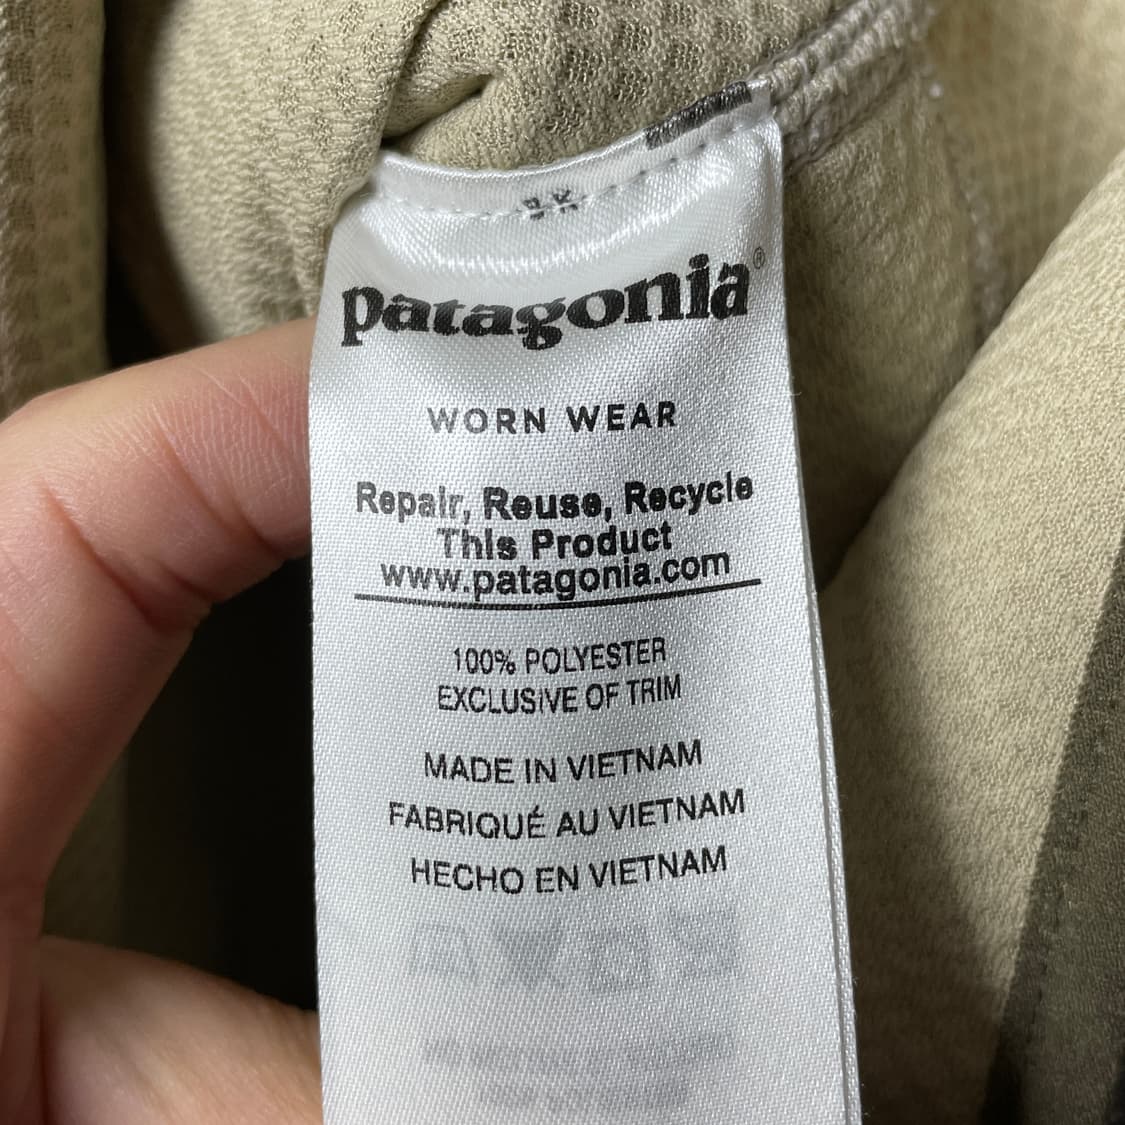 patagonia®
WORN WEAR
Repair, Reuse, Recycle
This Product
www.patagonia.com
100% POLYESTER
EXCLUSIVE OF TRIM
MADE IN VIETNAM
FABRIQUÉ AU VIETNAM
HECHO EN VIETNAM